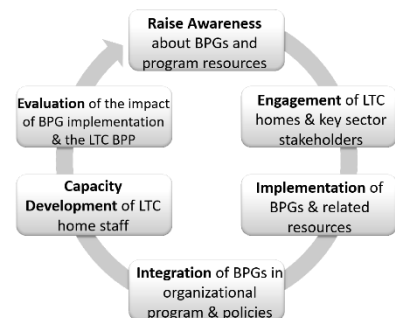 Raise Awareness
about BPGs and
program resources
Engagement of LTC
homes & key sector
stakeholders
Implementation of
BPGs & related
resources
Integration of BPGs in
organizational
program & policies
Capacity
Development of LTC
home staff
Evaluation of the impact
of BPG implementation
& the LTC BPP